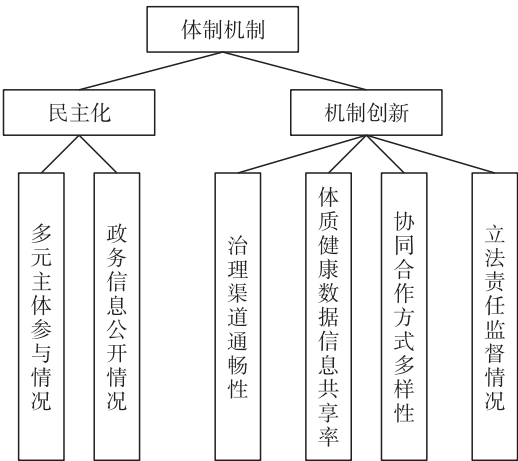 体制机制
民主化
机制创新
多元主体参与情况
政务信息公开情况
治理渠道通畅性
体质健康数据信息共享率
协同合作方式多样性
立法责任监督情况